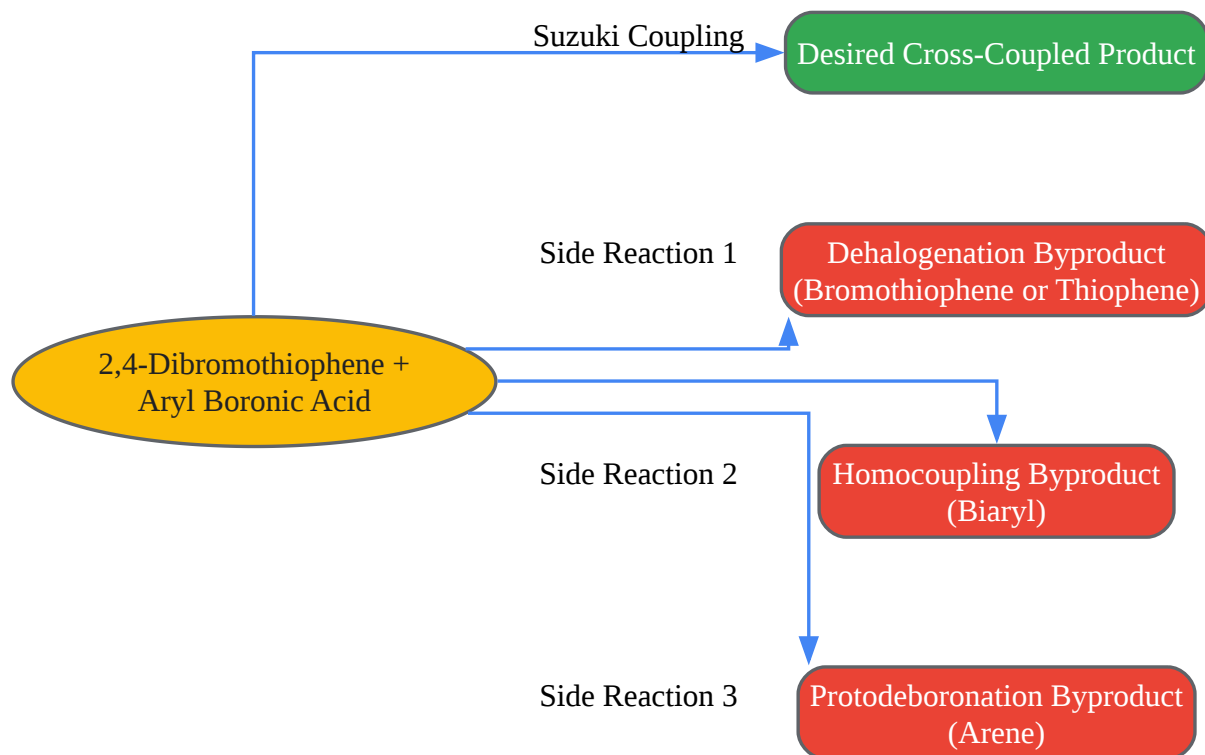 Suzuki Coupling
Desired Cross-Coupled Product
Side Reaction 1
Dehalogenation Byproduct
(Bromothiophene or Thiophene)
2,4-Dibromothiophene +
Aryl Boronic Acid
Side Reaction 2
Homocoupling Byproduct
(Biaryl)
Side Reaction 3
Protodeboronation Byproduct
(Arene)